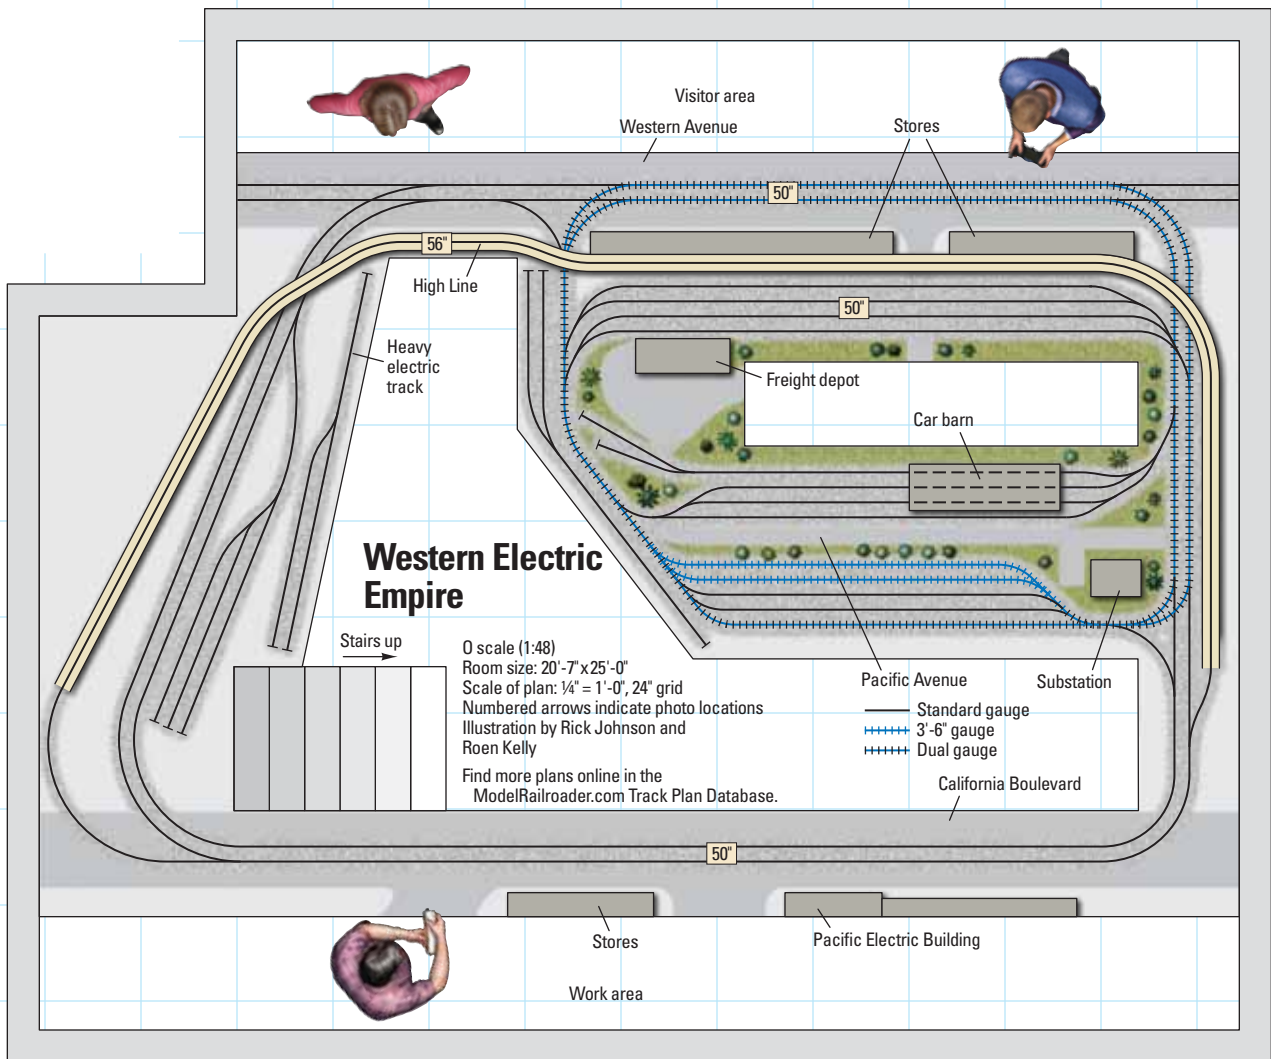 Visitor area
Western Avenue
Stores
50"
56"
High Line
50"
Heavy
electric
track
Freight depot
Car barn
Western Electric
Empire
Stairs up
O scale (1:48)
Room size: 20'-7" x 25'-0"
Scale of plan: ¼" = 1'-0", 24" grid
Numbered arrows indicate photo locations
Illustration by Rick Johnson and
Roen Kelly
Find more plans online in the
ModelRailroader.com Track Plan Database.
Pacific Avenue
Substation
Standard gauge
3'-6" gauge
Dual gauge
California Boulevard
50"
Stores
Pacific Electric Building
Work area